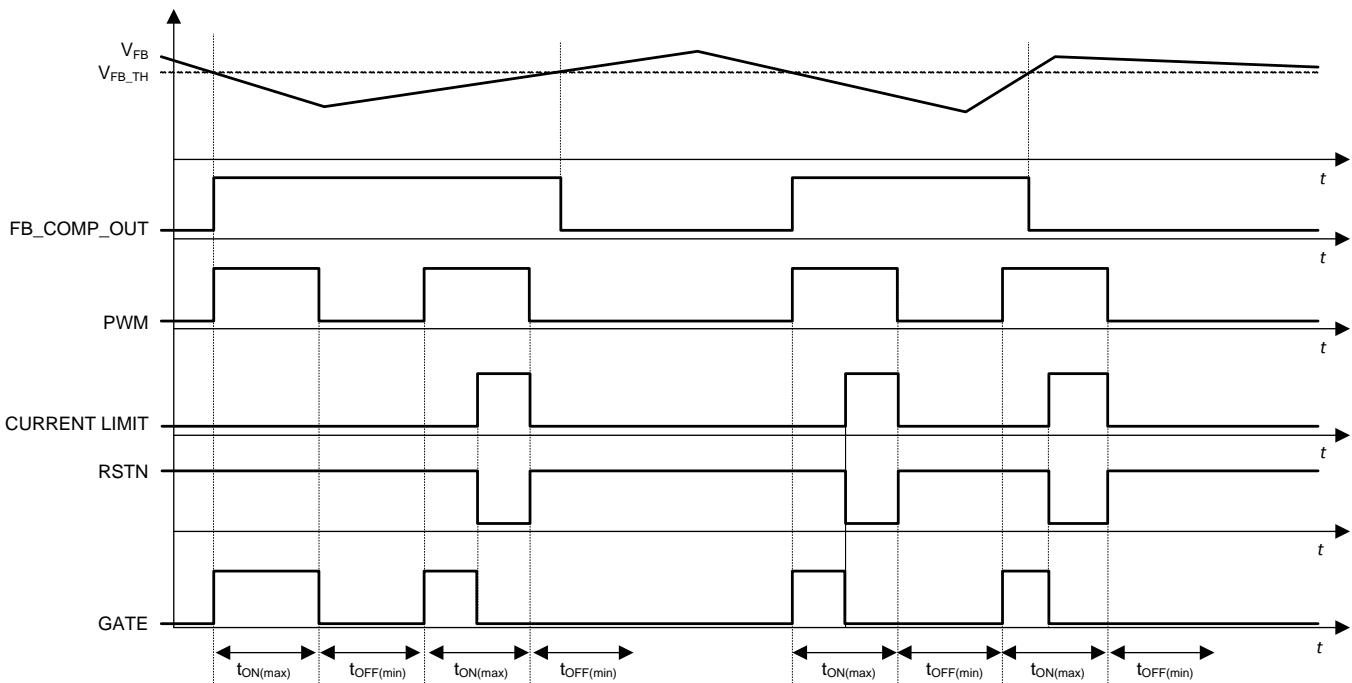 VFB
VFB_TH
t
FB_COMP_OUT
t
PWM
t
CURRENT LIMIT
t
RSTN
t
GATE
t
tON(max) tOFF(min) tON(max) tOFF(min) tON(max) tOFF(min) tON(max) tOFF(min)